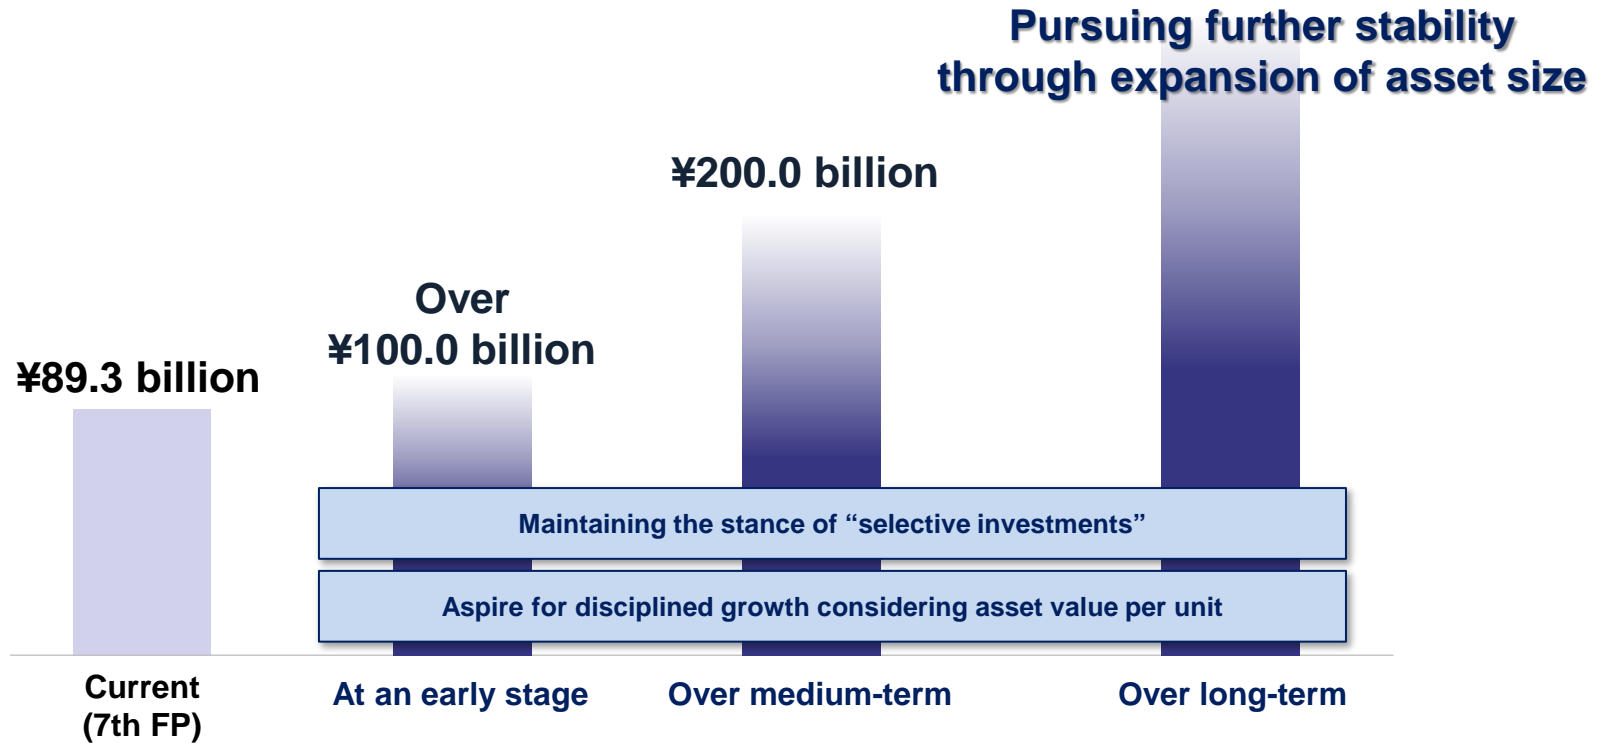 Pursuing further stability
through expansion of asset size
¥200.0 billion
Over
¥100.0 billion
¥89.3 billion
Maintaining the stance of “selective investments”
Aspire for disciplined growth considering asset value per unit
Current
(7th FP)
At an early stage
Over medium-term
Over long-term